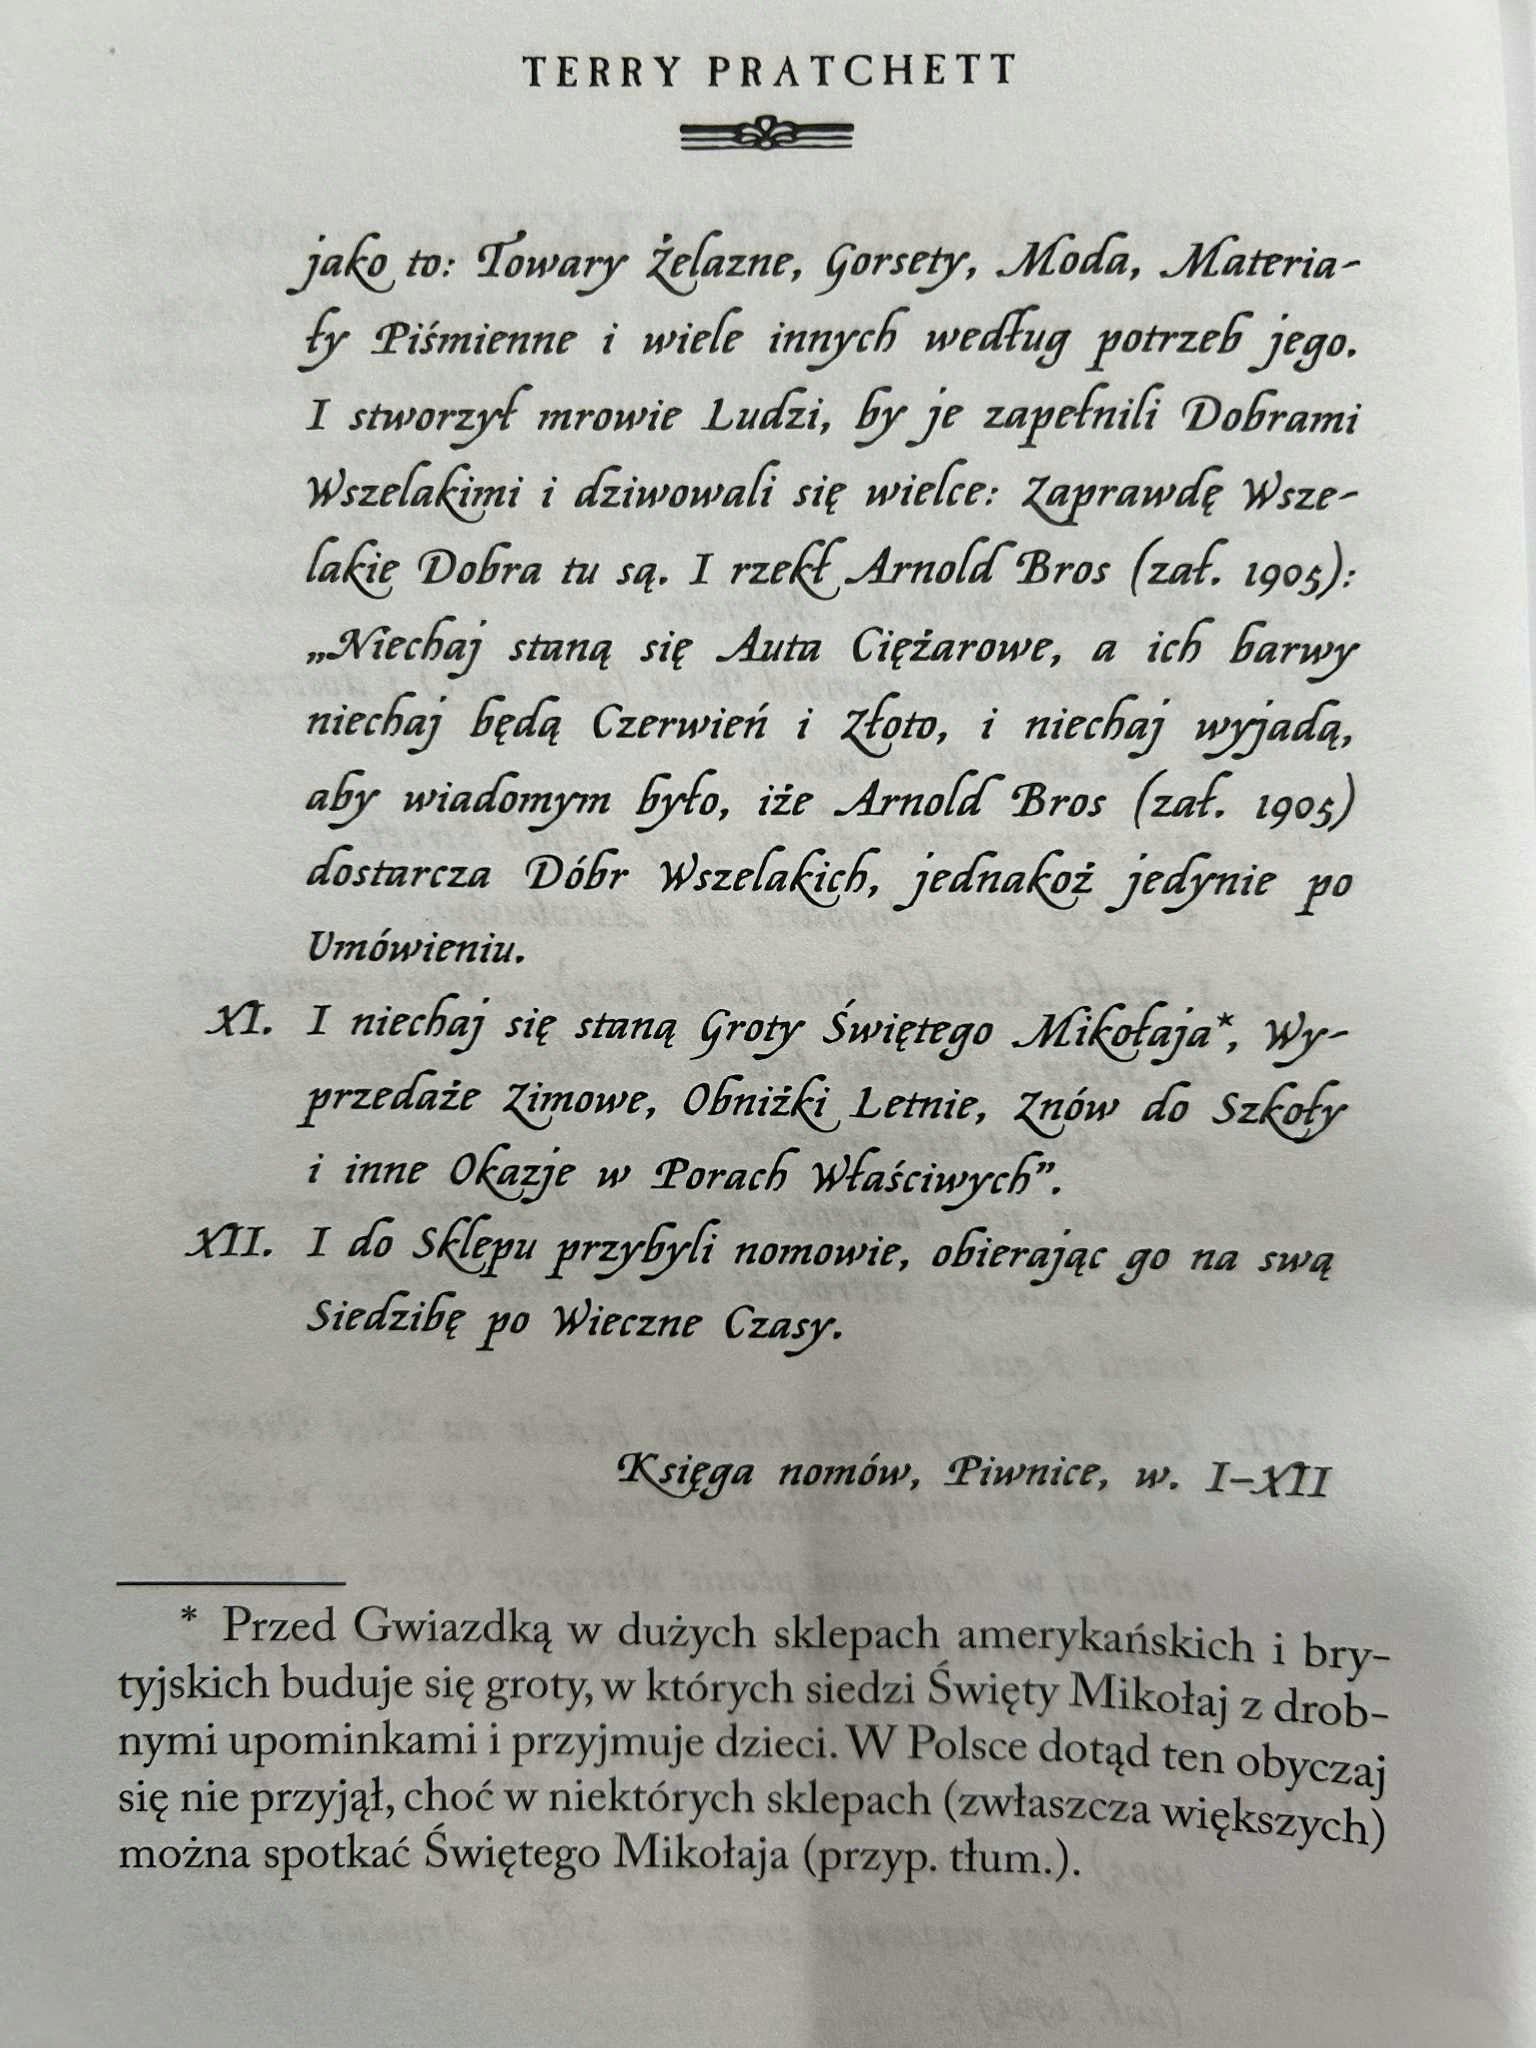 TERRY PRATCHETT
jako to: Towary Żelazne, Gorsety, Moda, Materia-
ły Piśmienne i wiele innych według potrzeb jego.
I stworzył mrowie Ludzi, by je zapełnili Dobrami
Wszelakimi i dziwowali się wielce: Zaprawdę Wsze-
lakie Dobra tu są. I rzekł Arnold Bros (zał. 1905):
„Niechaj staną się Auta Ciężarowe, a ich barwy
niechaj będą Czerwień i Złoto, i niechaj wyjadą,
aby wiadomym było, iże Arnold Bros (zał. 1905)
dostarcza Dóbr Wszelakich, jednakoż jedynie po
Umówieniu.
XI. I niechaj się staną Groty Świętego Mikołaja*, Wy-
przedaże Zimowe, Obniżki Letnie, Znów do Szkoły
i inne Okazje w Porach Właściwych”.
XII. I do Sklepu przybyli nomowie, obierając go na swą
Siedzibę po Wieczne Czasy.
Księga nomów, Piwnice, w. I–XII
* Przed Gwiazdką w dużych sklepach amerykańskich i bry-
tyjskich buduje się groty, w których siedzi Święty Mikołaj z drob-
nymi upominkami i przyjmuje dzieci. W Polsce dotąd ten obyczaj
się nie przyjął, choć w niektórych sklepach (zwłaszcza większych)
można spotkać Świętego Mikołaja (przyp. tłum.).